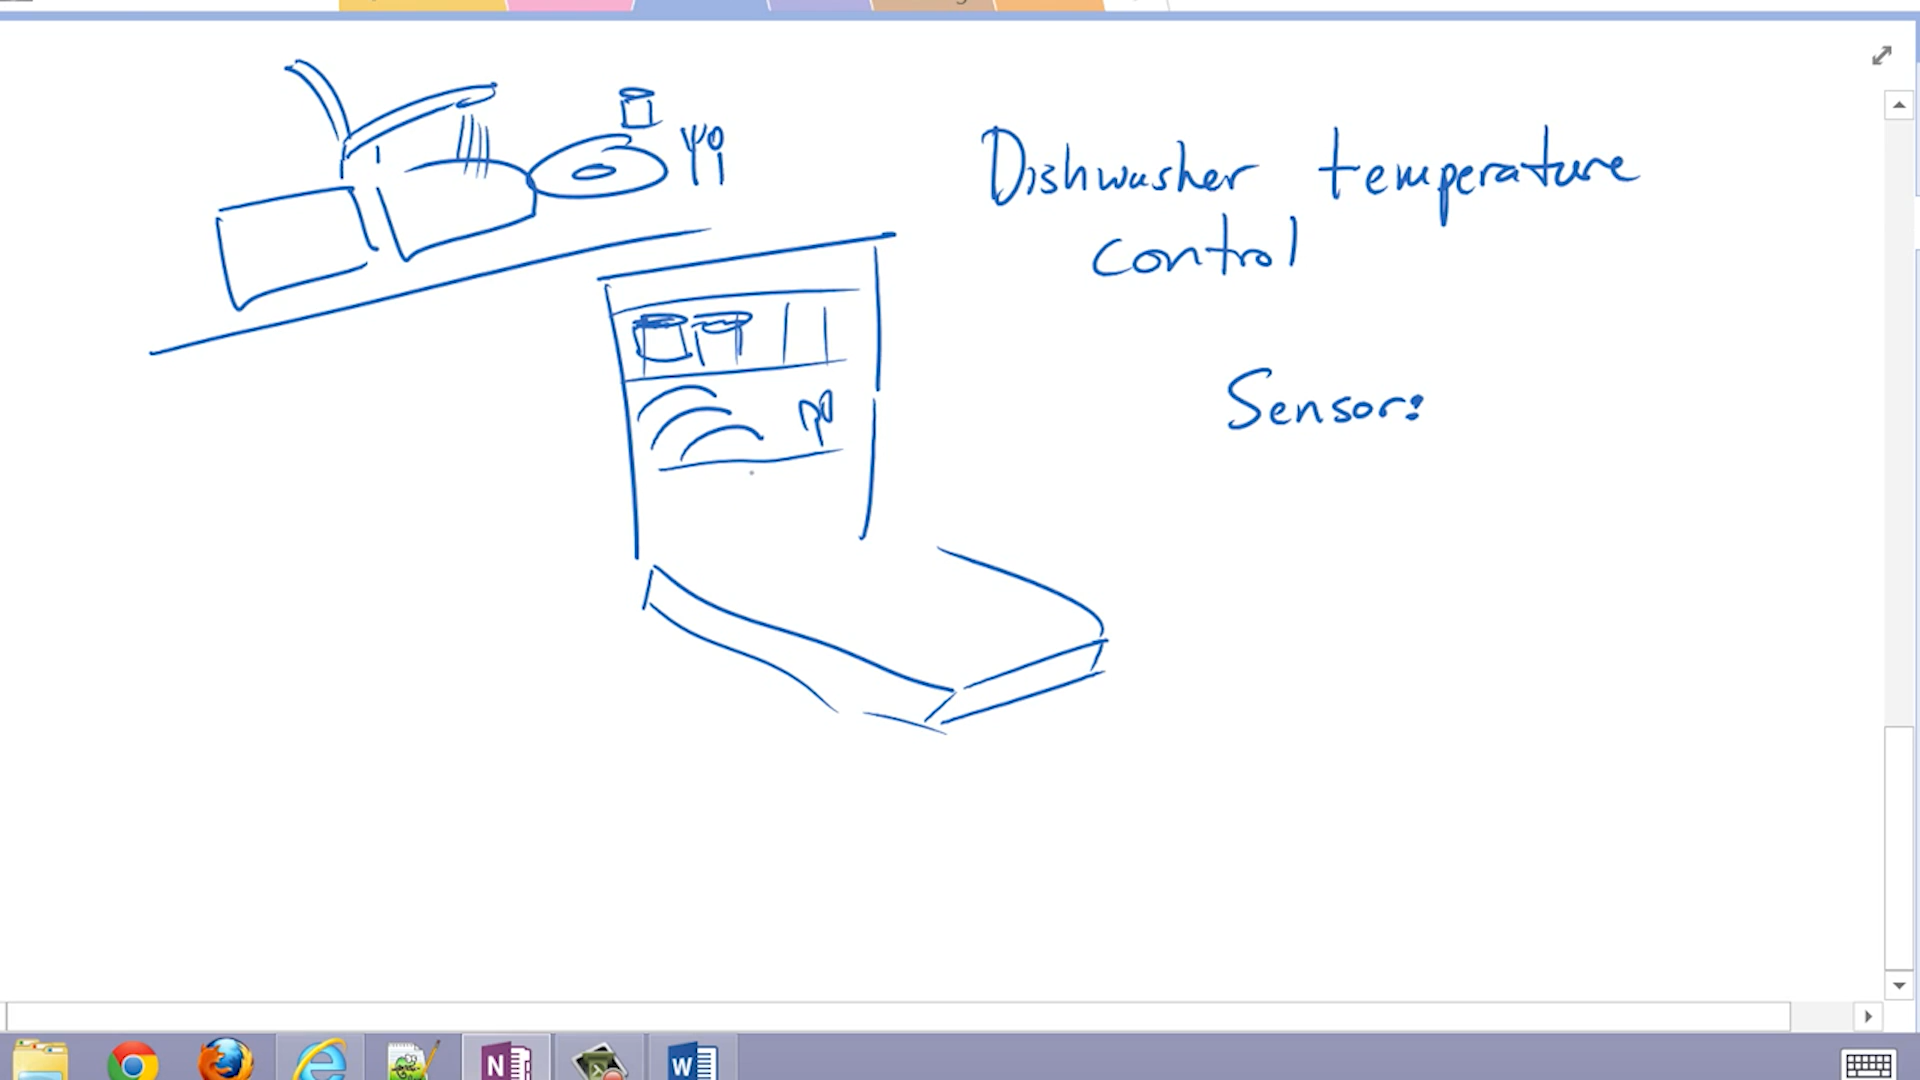 Dishwasher temperature
control
Sensor:
N
W